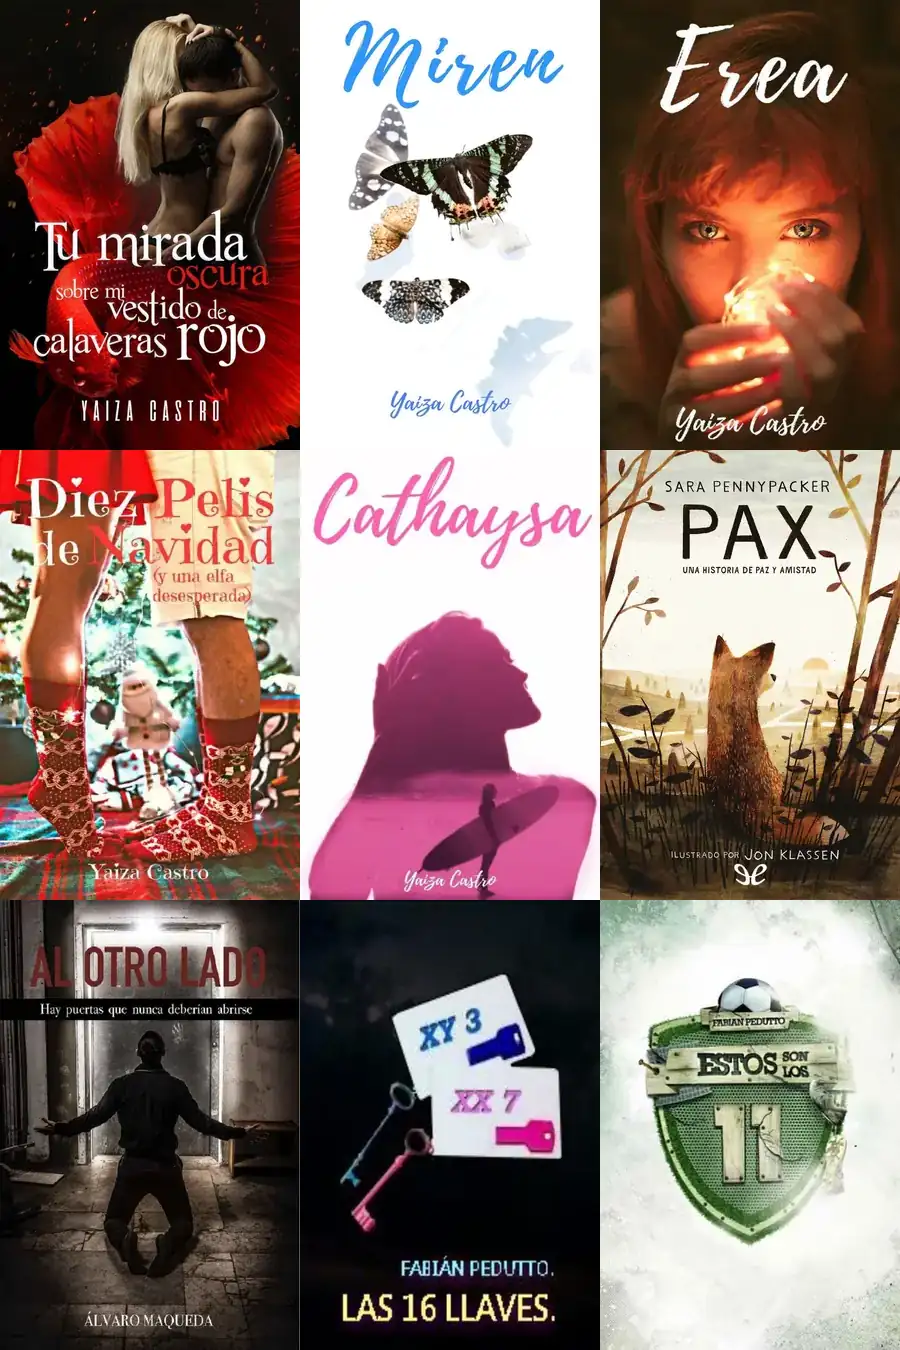 Tu mirada
oscura
sobre mi
vestido de
calaveras rojo
YAIZA CASTRO
Miren
Yaiza Castro
Erea
Yaiza Castro
Diez Pelis
de Navidad
(y una elfa
desesperada)
Yaiza Castro
Cathaysa
Yaiza Castro
SARA PENNYPACKER
PAX
UNA HISTORIA DE PAZ Y AMISTAD
ILUSTRADO POR JON KLASSEN
AL OTRO LADO
Hay puertas que nunca deberían abrirse
ÁLVARO MAQUEDA
XY 3
XX 7
FABIÁN PEDUTTO.
LAS 16 LLAVES.
FABIAN PEDUTTO
ESTOS SON
LOS
11